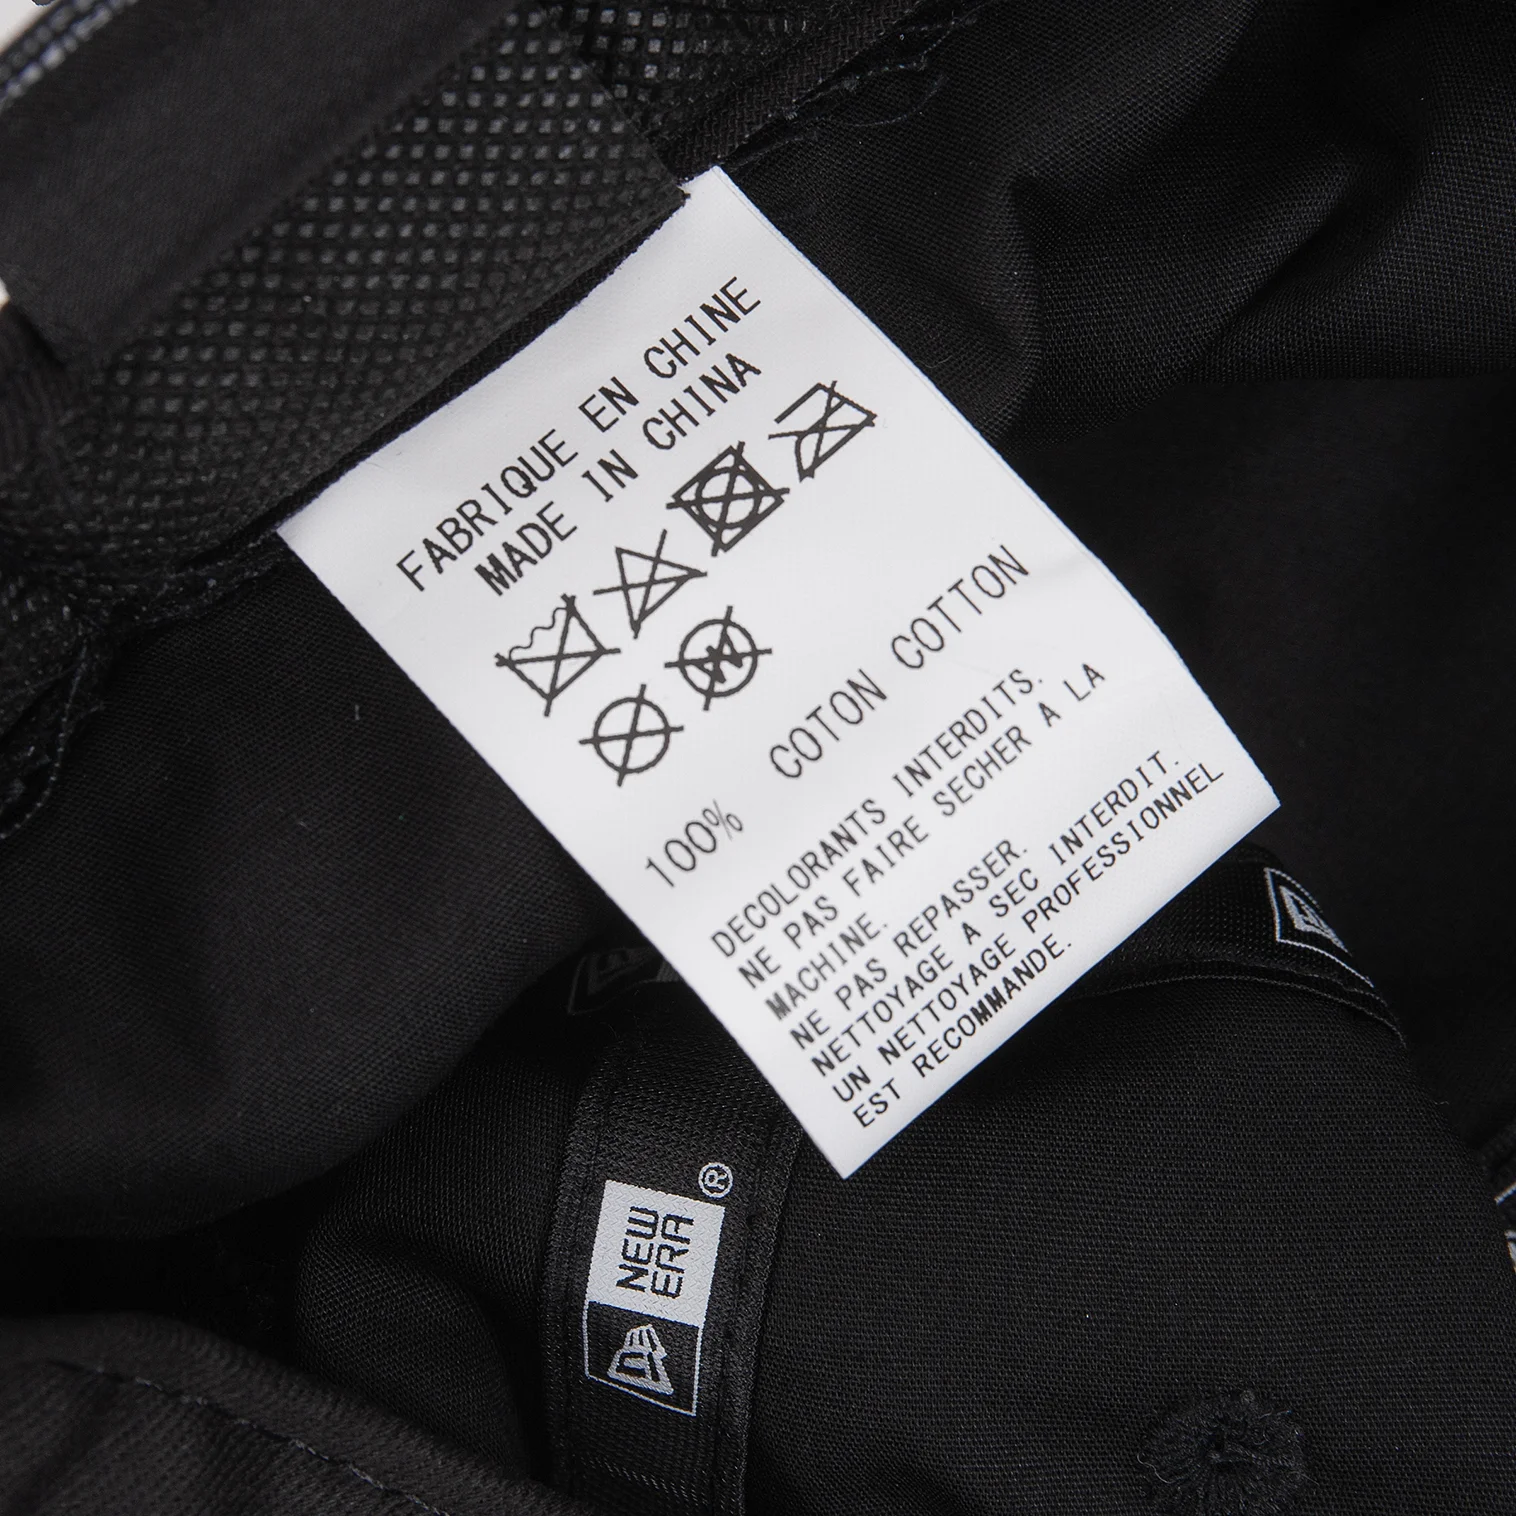 FABRIQUE EN CHINE
MADE IN CHINA
W
100% COTON COTTON
DECOLORANTS INTERDITS.
NE PAS FAIRE SECHER A LA
MACHINE.
NE PAS REPASSER.
NETTOYAGE A SEC INTERDIT.
UN NETTOYAGE PROFESSIONNEL
EST RECOMMANDE.
NEW
ERA
®